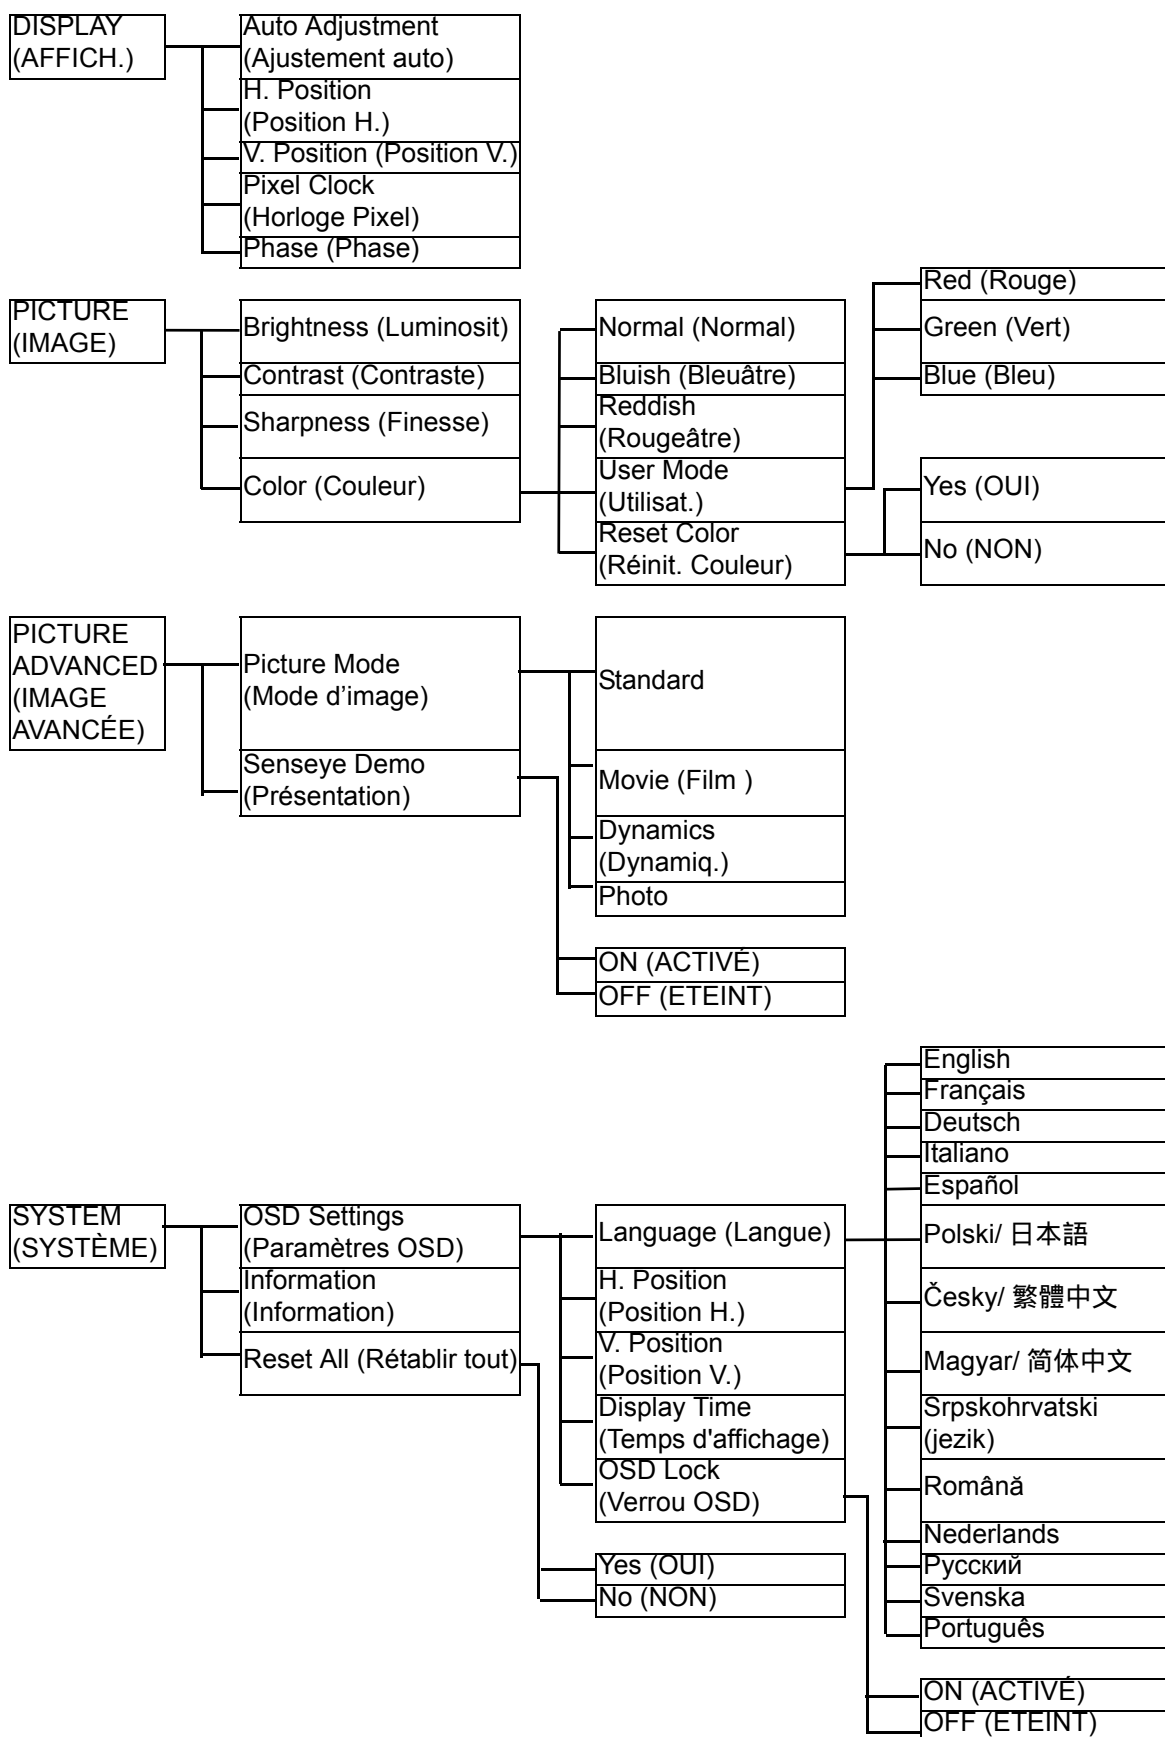 DISPLAY
(AFFICH.)
Auto Adjustment
(Ajustement auto)
H. Position
(Position H.)
V. Position (Position V.)
Pixel Clock
(Horloge Pixel)
Phase (Phase)
PICTURE
(IMAGE)
Brightness (Luminosit)
Contrast (Contraste)
Sharpness (Finesse)
Color (Couleur)
Normal (Normal)
Bluish (Bleuâtre)
Reddish
(Rougeâtre)
User Mode
(Utilisat.)
Reset Color
(Réinit. Couleur)
Red (Rouge)
Green (Vert)
Blue (Bleu)
Yes (OUI)
No (NON)
PICTURE
ADVANCED
(IMAGE
AVANCÉE)
Picture Mode
(Mode d’image)
Senseye Demo
(Présentation)
Standard
Movie (Film )
Dynamics
(Dynamiq.)
Photo
ON (ACTIVÉ)
OFF (ETEINT)
SYSTEM
(SYSTÈME)
OSD Settings
(Paramètres OSD)
Information
(Information)
Reset All (Rétablir tout)
Language (Langue)
H. Position
(Position H.)
V. Position
(Position V.)
Display Time
(Temps d'affichage)
OSD Lock
(Verrou OSD)
Yes (OUI)
No (NON)
English
Français
Deutsch
Italiano
Español
Polski/ 日本語
Česky/ 繁體中文
Magyar/ 简体中文
Srpskohrvatski
(jezik)
Română
Nederlands
Русский
Svenska
Português
ON (ACTIVÉ)
OFF (ETEINT)